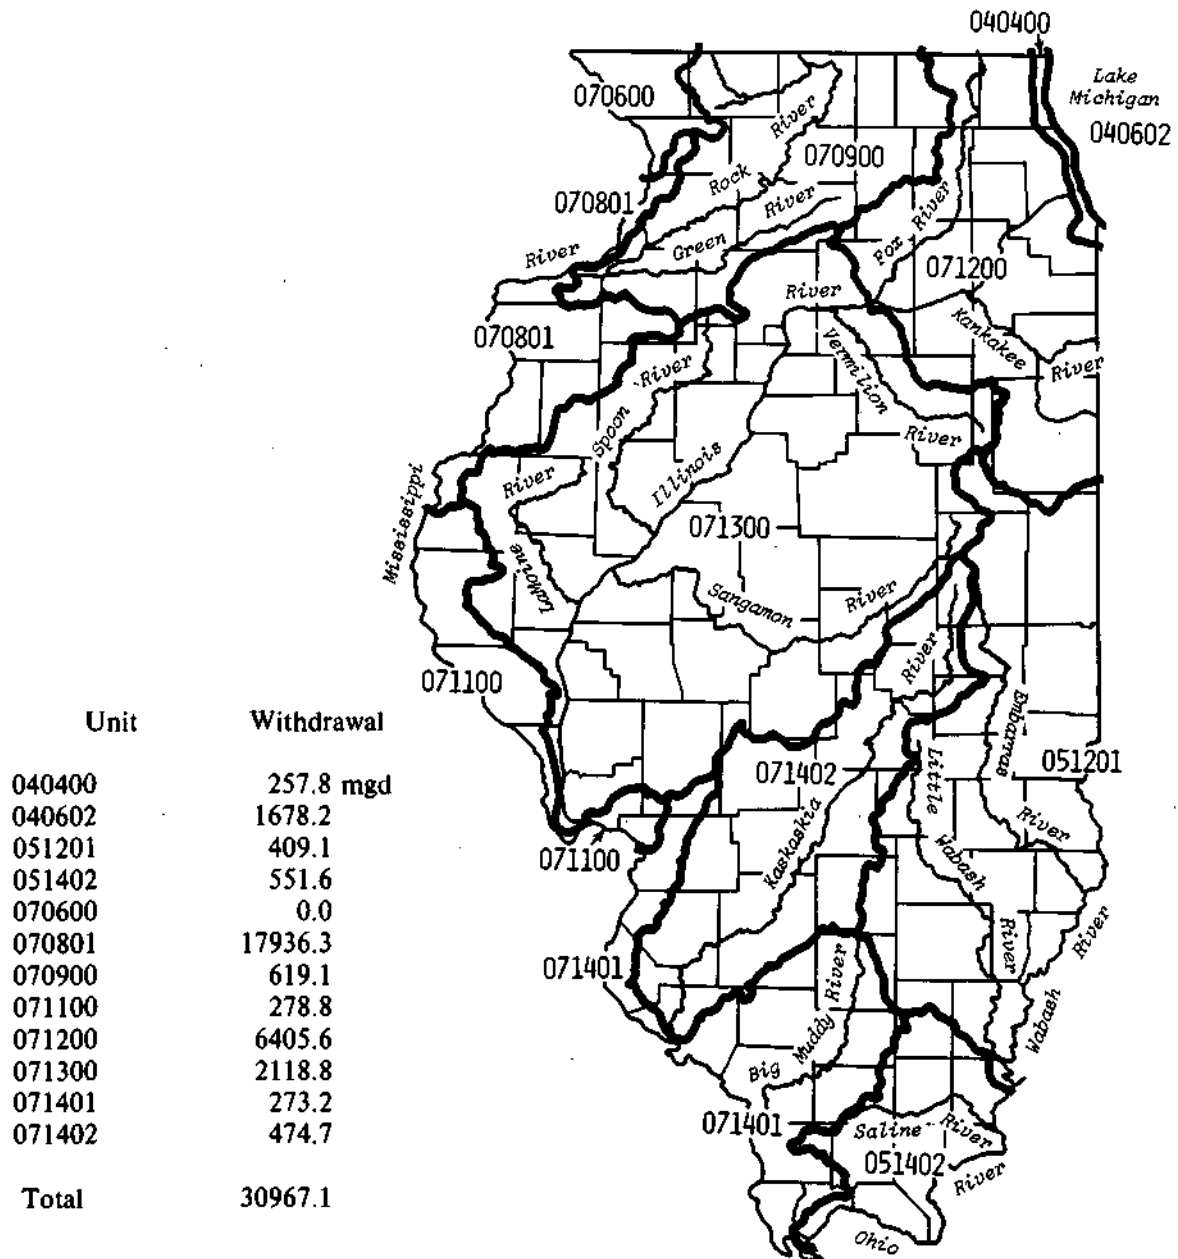 040400
Lake
Michigan
070600
040602
River
070900
Rock
070801
River
River
Green
Fox River
071200
River
070801
Kankakee
River
Vermilion
River
River
Spoon
River
Illinois
Mississippi
071300
LaMoine
Sangamon
River
River
071100
Embarras
Little
071402
051201
Kaskaskia
River
071100
Wabash
River
River
071401
River
Wabash
Big Muddy
071401
Saline River
051402
River
Ohio
Unit Withdrawal
040400 257.8 mgd
040602 1678.2
051201 409.1
051402 551.6
070600 0.0
070801 17936.3
070900 619.1
071100 278.8
071200 6405.6
071300 2118.8
071401 273.2
071402 474.7
Total 30967.1